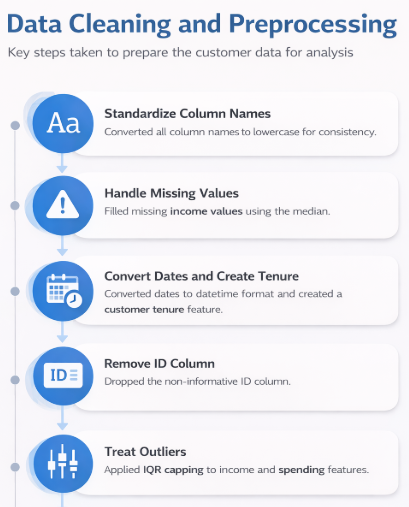 Data Cleaning and Preprocessing
Key steps taken to prepare the customer data for analysis
Aa
Standardize Column Names
Converted all column names to lowercase for consistency.
Handle Missing Values
Filled missing income values using the median.
Convert Dates and Create Tenure
Converted dates to datetime format and created a
customer tenure feature.
ID
Remove ID Column
Dropped the non-informative ID column.
Treat Outliers
Applied IQR capping to income and spending features.